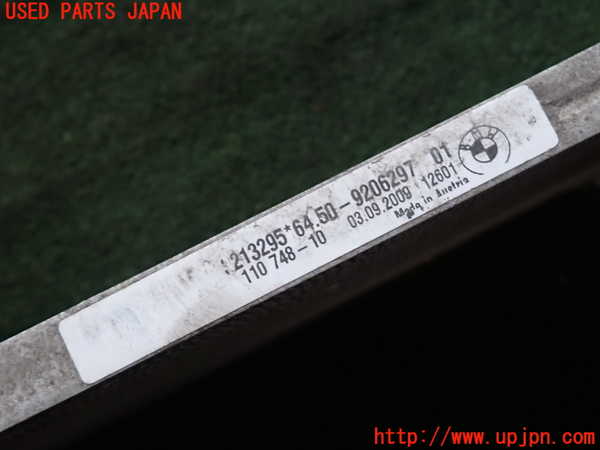 USED PARTS JAPAN
213295*64.50-9206297 01
110 748-10 03.09.2009 12601
Made in Austria
BMW
http://www.upjpn.com/